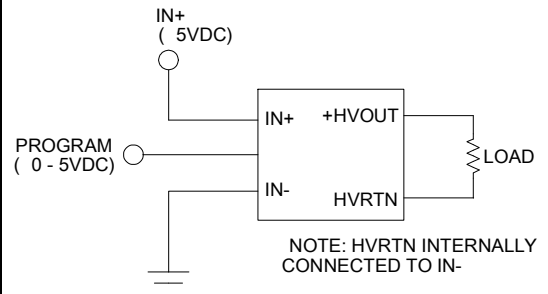 IN+
( 5VDC)
IN+ +HVOUT
PROGRAM
( 0 - 5VDC)
LOAD
IN-
HVRTN
NOTE: HVRTN INTERNALLY
CONNECTED TO IN-